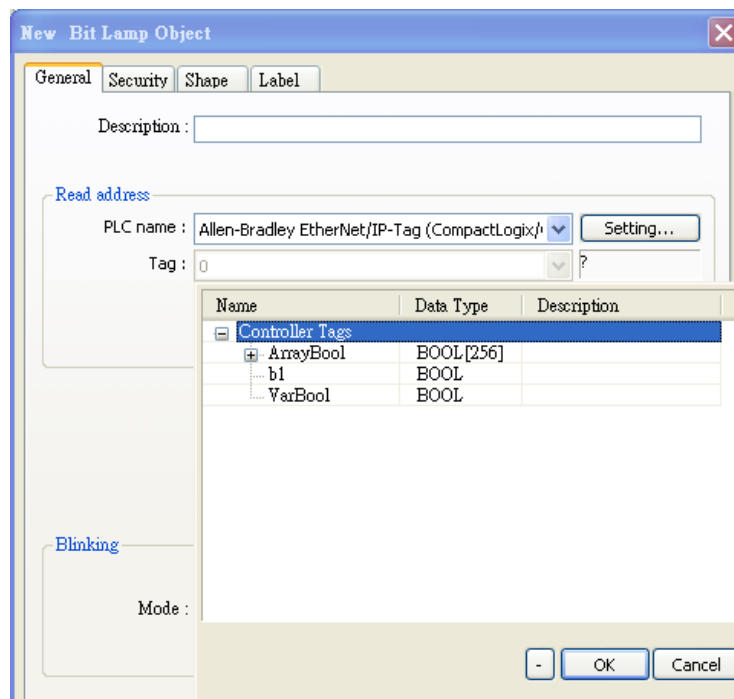 New Bit Lamp Object
General Security Shape Label
Description :
Read address
PLC name : Allen-Bradley EtherNet/IP-Tag (CompactLogix/ Setting...
Tag : 0 ?
Name Data Type Description
Controller Tags
ArrayBool BOOL[256]
b1 BOOL
VarBool BOOL
Blinking
Mode :
- OK Cancel